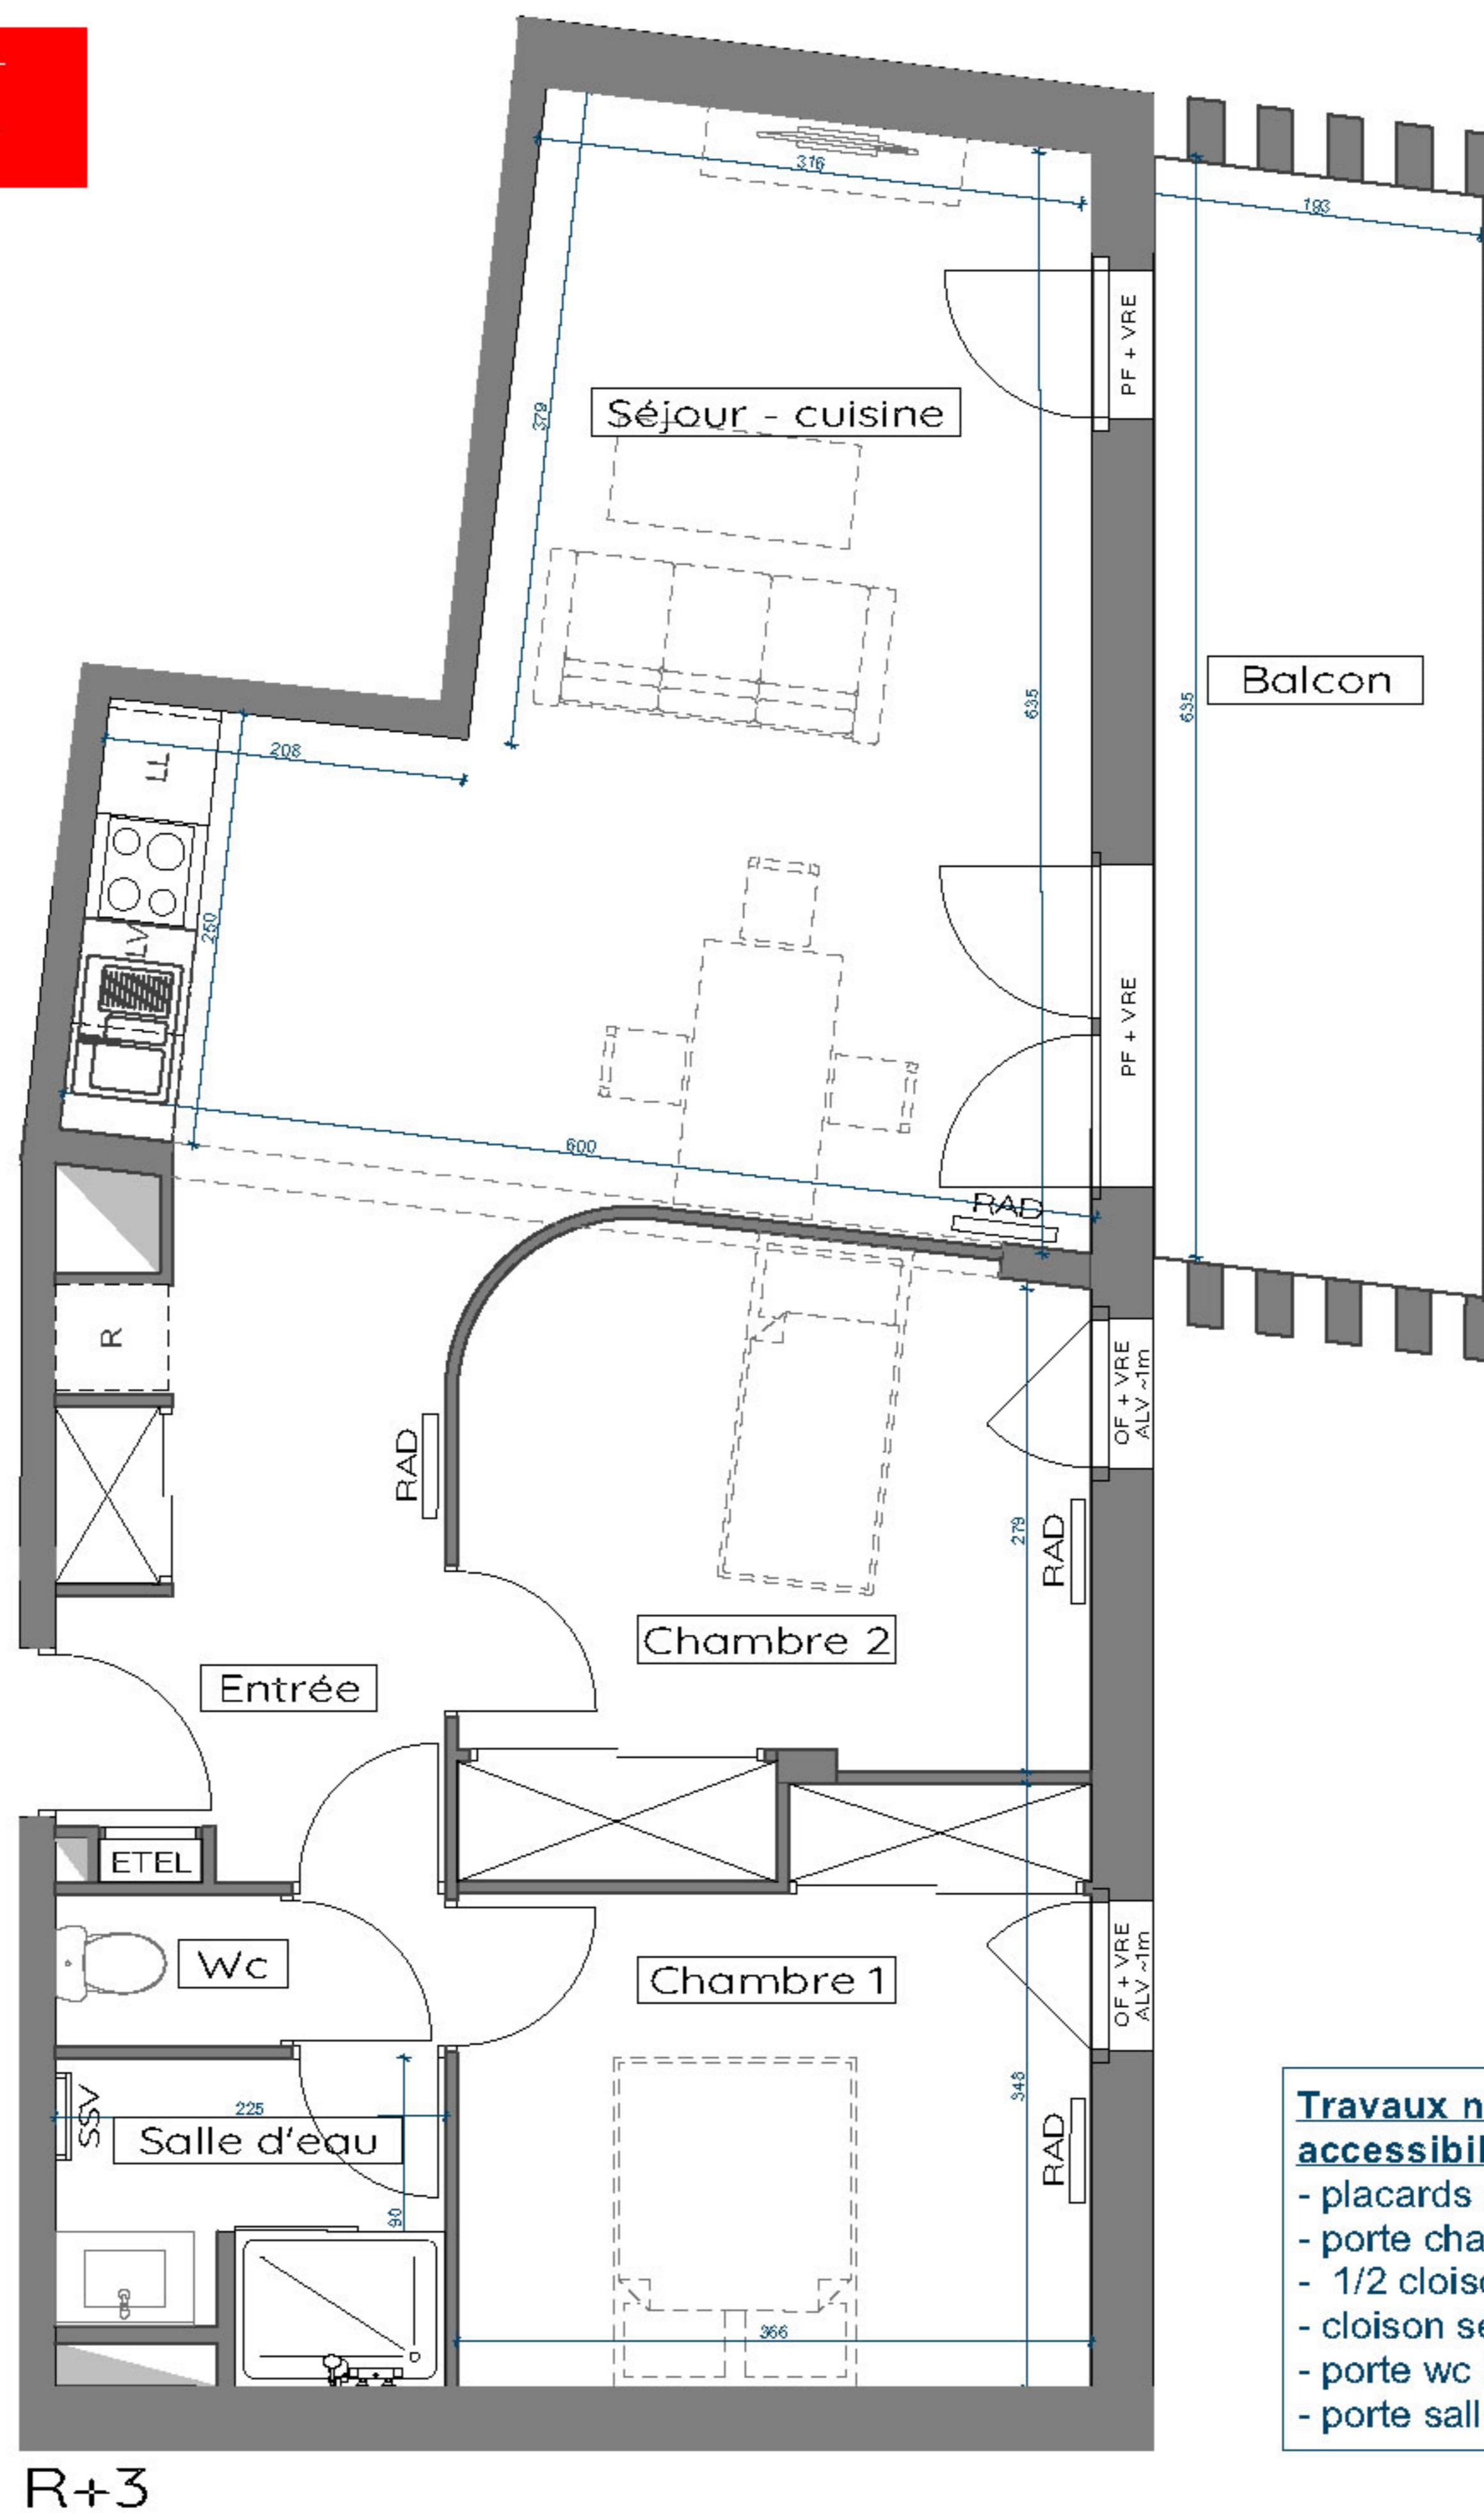 316
193
PF + VRE
Séjour - cuisine
379
635
635
Balcon
208
LL
LV
250
PF + VRE
600
RAD
R
OF + VRE
ALV ~1m
RAD
279
RAD
Chambre 2
Entrée
ETEL
Wc
Chambre 1
OF + VRE
ALV ~1m
348
RAD
SSV
225
Salle d'eau
90
366
Travaux n
accessibil
- placards
- porte cha
- 1/2 cloiso
- cloison sé
- porte wc
- porte sall
R+3